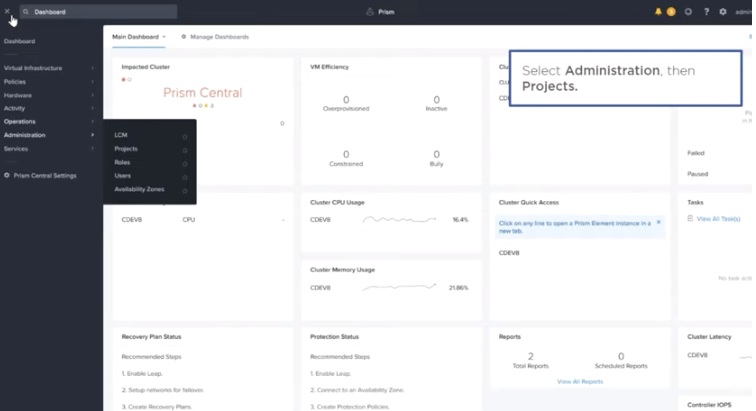 Dashboard
Prism
admi
Dashboard
Virtual Infrastructure
Policies
Hardware
Activity
Operations
Administration
Services
Prism Central Settings
LCM
Projects
Roles
Users
Availability Zones
Main Dashboard
Manage Dashboards
Impacted Cluster
Prism Central
0
CDEV8 CPU -
VM Efficiency
0 0
Overprovisioned Inactive
0 0
Constrained Bully
Select Administration, then
Projects.
Failed
Paused
Cluster CPU Usage
CDEV8 16.4%
Cluster Memory Usage
CDEV8 21.86%
Cluster Quick Access
Click on any line to open a Prism Element instance in a
new tab.
CDEV8
Tasks
View All Task(s)
Recovery Plan Status
Recommended Steps
1. Enable Leap.
2. Setup networks for failover.
3. Create Recovery Plans.
Protection Status
Recommended Steps
1. Enable Leap.
2. Connect to an Availability Zone.
3. Create Protection Policies.
Reports
2 0
Total Reports Scheduled Reports
View All Reports
Cluster Latency
CDEV8
Controller IOPS